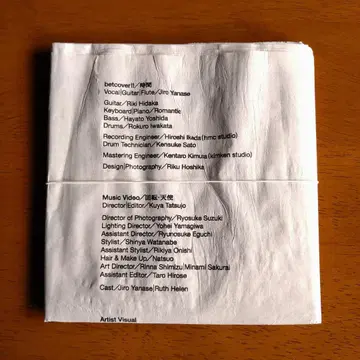 betcover!!／時間
Vocal|Guitar|Flute／Jiro Yanase
Guitar／Riki Hidaka
Keyboard|Piano／Romantic
Bass／Hayato Yoshida
Drums／Rokuro Iwakata
Recording Engineer／Hiroshi Ikeda(hmc studio)
Drum Technician／Kensuke Sato
Mastering Engineer／Kentaro Kimura(kimken studio)
Design|Photography／Riku Hoshika
Music Video／回転・天使
Director|Editor／Kuya Tatsujo
Director of Photography／Ryosuke Suzuki
Lighting Director／Yohei Yamagiwa
Assistant Director／Ryunosuke Eguchi
Stylist／Shinya Watanabe
Assistant Stylist／Rikiya Onishi
Hair & Make Up／Natsuo
Art Director／Rinna Shimizu|Minami Sakurai
Assistant Editor／Taro Hirose
Cast／Jiro Yanase|Ruth Helen
Artist Visual